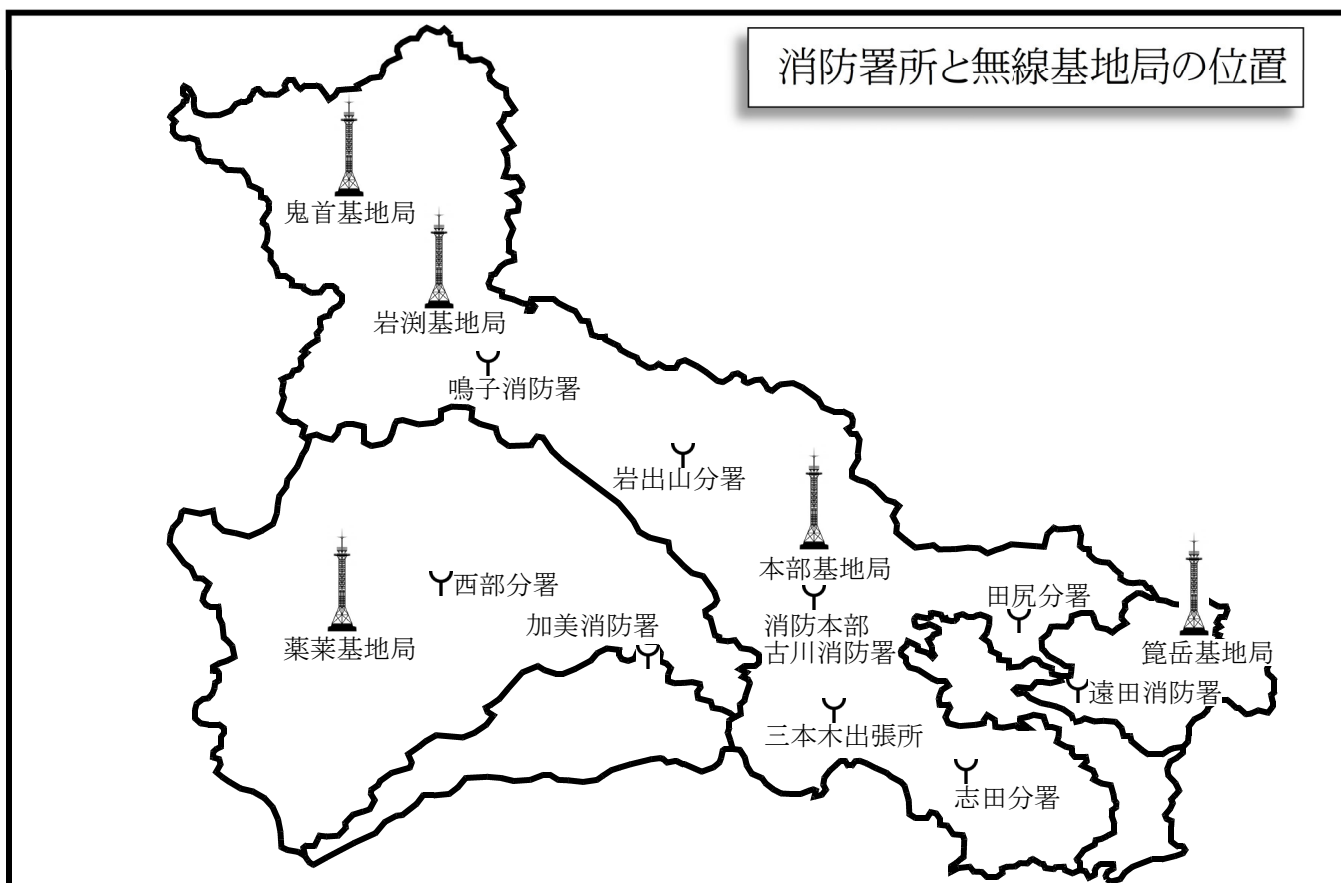 消防署所と無線基地局の位置
鬼首基地局
岩渕基地局
鳴子消防署
岩出山分署
本部基地局
西部分署
田尻分署
加美消防署
消防本部
古川消防署
薬莱基地局
箆岳基地局
遠田消防署
三本木出張所
志田分署